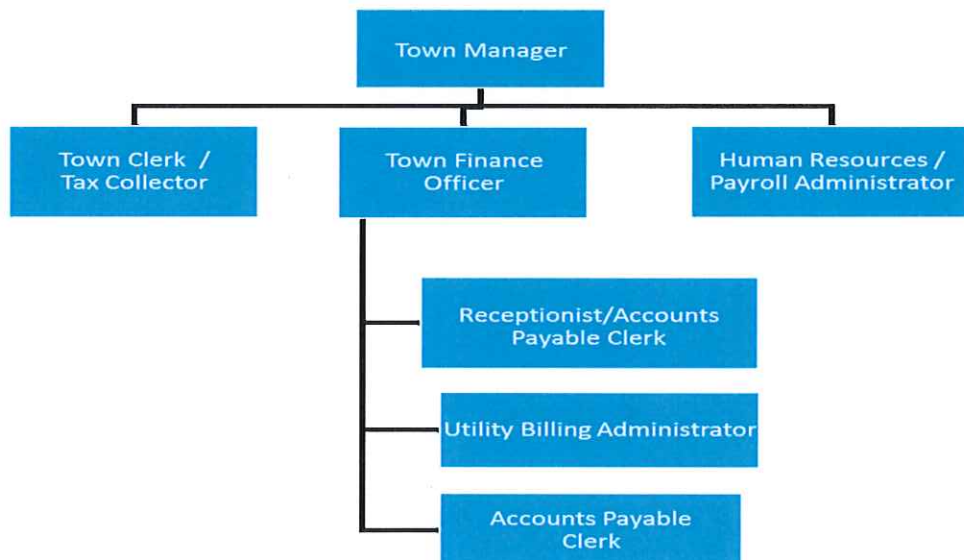 Town Manager
Town Clerk /
Tax Collector
Town Finance
Officer
Human Resources /
Payroll Administrator
Receptionist/Accounts
Payable Clerk
Utility Billing Administrator
Accounts Payable
Clerk